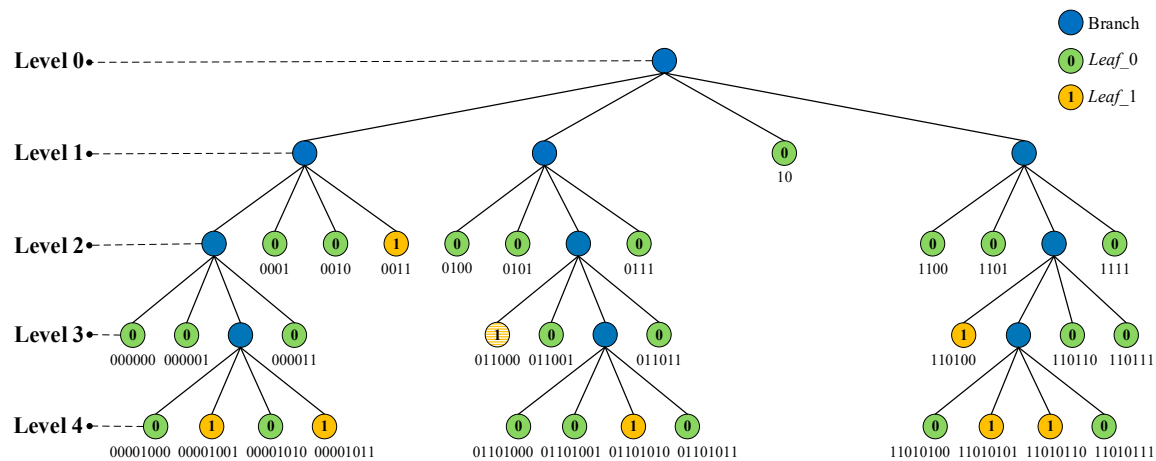 Branch
Level 0
0 Leaf_0
1 Leaf_1
Level 1
0
10
Level 2
0 0 1 0 0 0 0 0 0
0001 0010 0011 0100 0101 0111 1100 1101 1111
Level 3
0 0 0 1 0 0 1 0 0
000000 000001 000011 011000 011001 011011 110100 110110 110111
Level 4
0 1 0 1 0 0 1 0 0 1 1 0
00001000 00001001 00001010 00001011 01101000 01101001 01101010 01101011 11010100 11010101 11010110 11010111